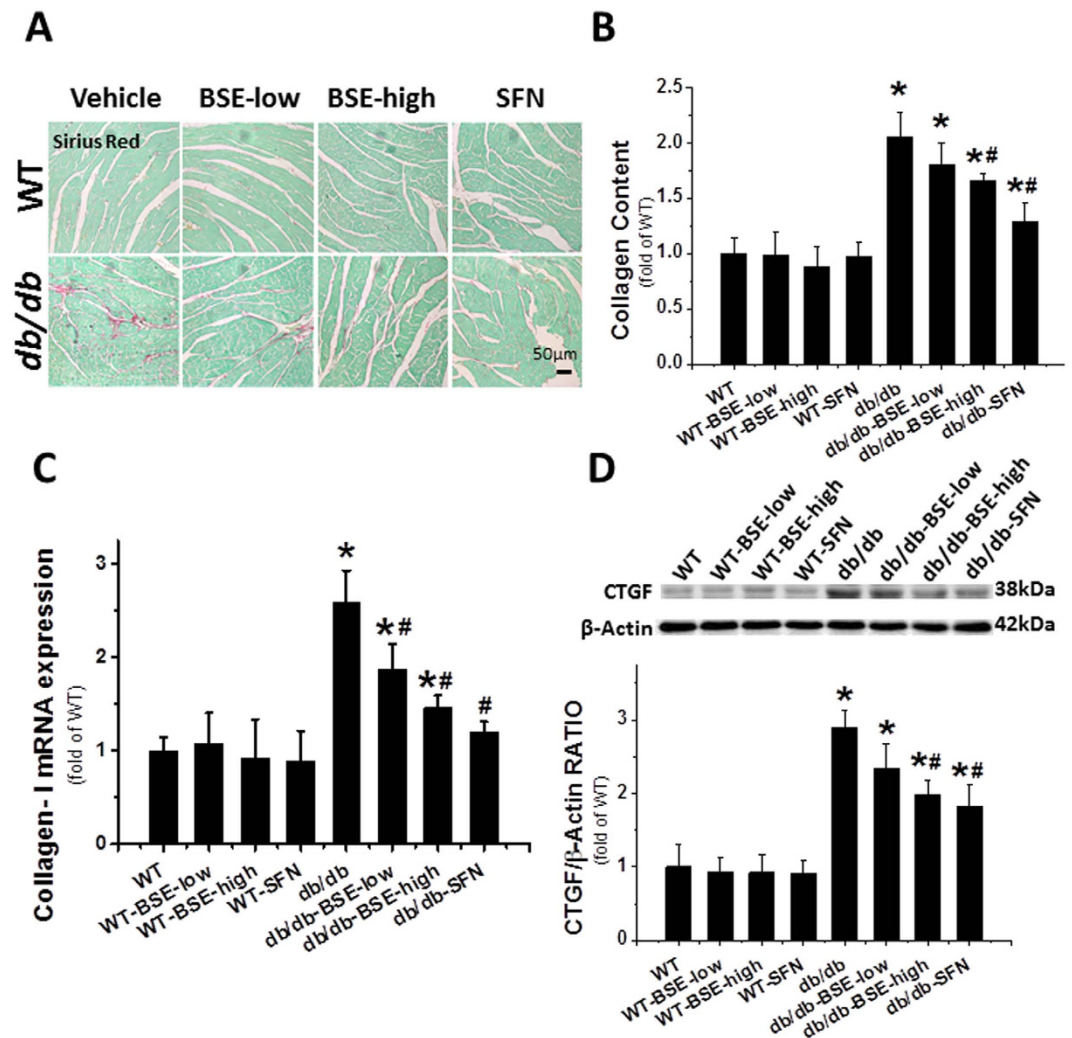 A
Vehicle BSE-low BSE-high SFN
WT
Sirius Red
db/db
50μm
B
Collagen Content
(fold of WT)
2.5
2.0
1.5
1.0
0.5
0.0
*
*
*#
*#
WT
WT-BSE-low
WT-BSE-high
WT-SFN
db/db
db/db-BSE-low
db/db-BSE-high
db/db-SFN
C
Collagen- I mRNA expression
(fold of WT)
3
2
1
0
*
*#
*#
#
WT
WT-BSE-low
WT-BSE-high
WT-SFN
db/db
db/db-BSE-low
db/db-BSE-high
db/db-SFN
D
WT
WT-BSE-low
WT-BSE-high
WT-SFN
db/db
db/db-BSE-low
db/db-BSE-high
db/db-SFN
CTGF 38kDa
β-Actin 42kDa
CTGF/β-Actin RATIO
(fold of WT)
3
2
1
0
*
*
*#
*#
WT
WT-BSE-low
WT-BSE-high
WT-SFN
db/db
db/db-BSE-low
db/db-BSE-high
db/db-SFN